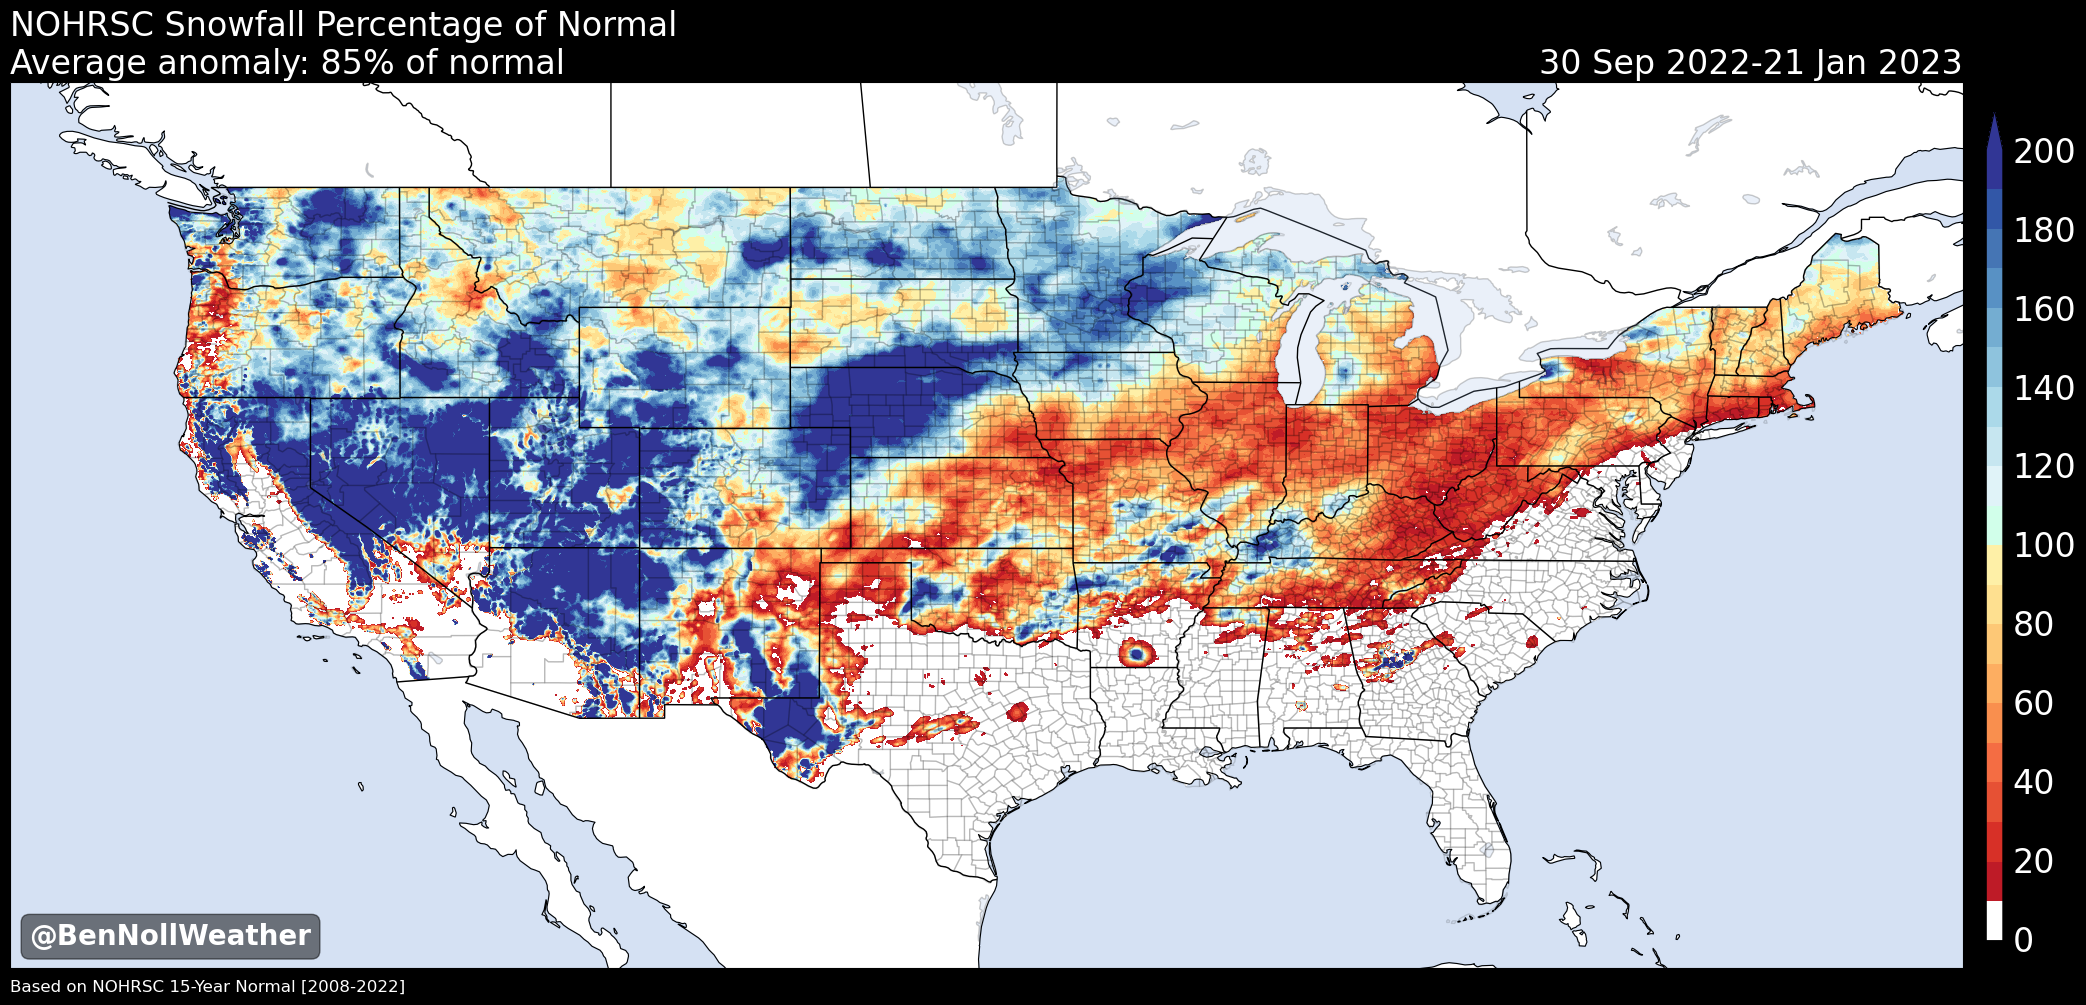 NOHRSC Snowfall Percentage of Normal
Average anomaly: 85% of normal
30 Sep 2022-21 Jan 2023
200
180
160
140
120
100
80
60
40
20
0
@BenNollWeather
Based on NOHRSC 15-Year Normal [2008-2022]